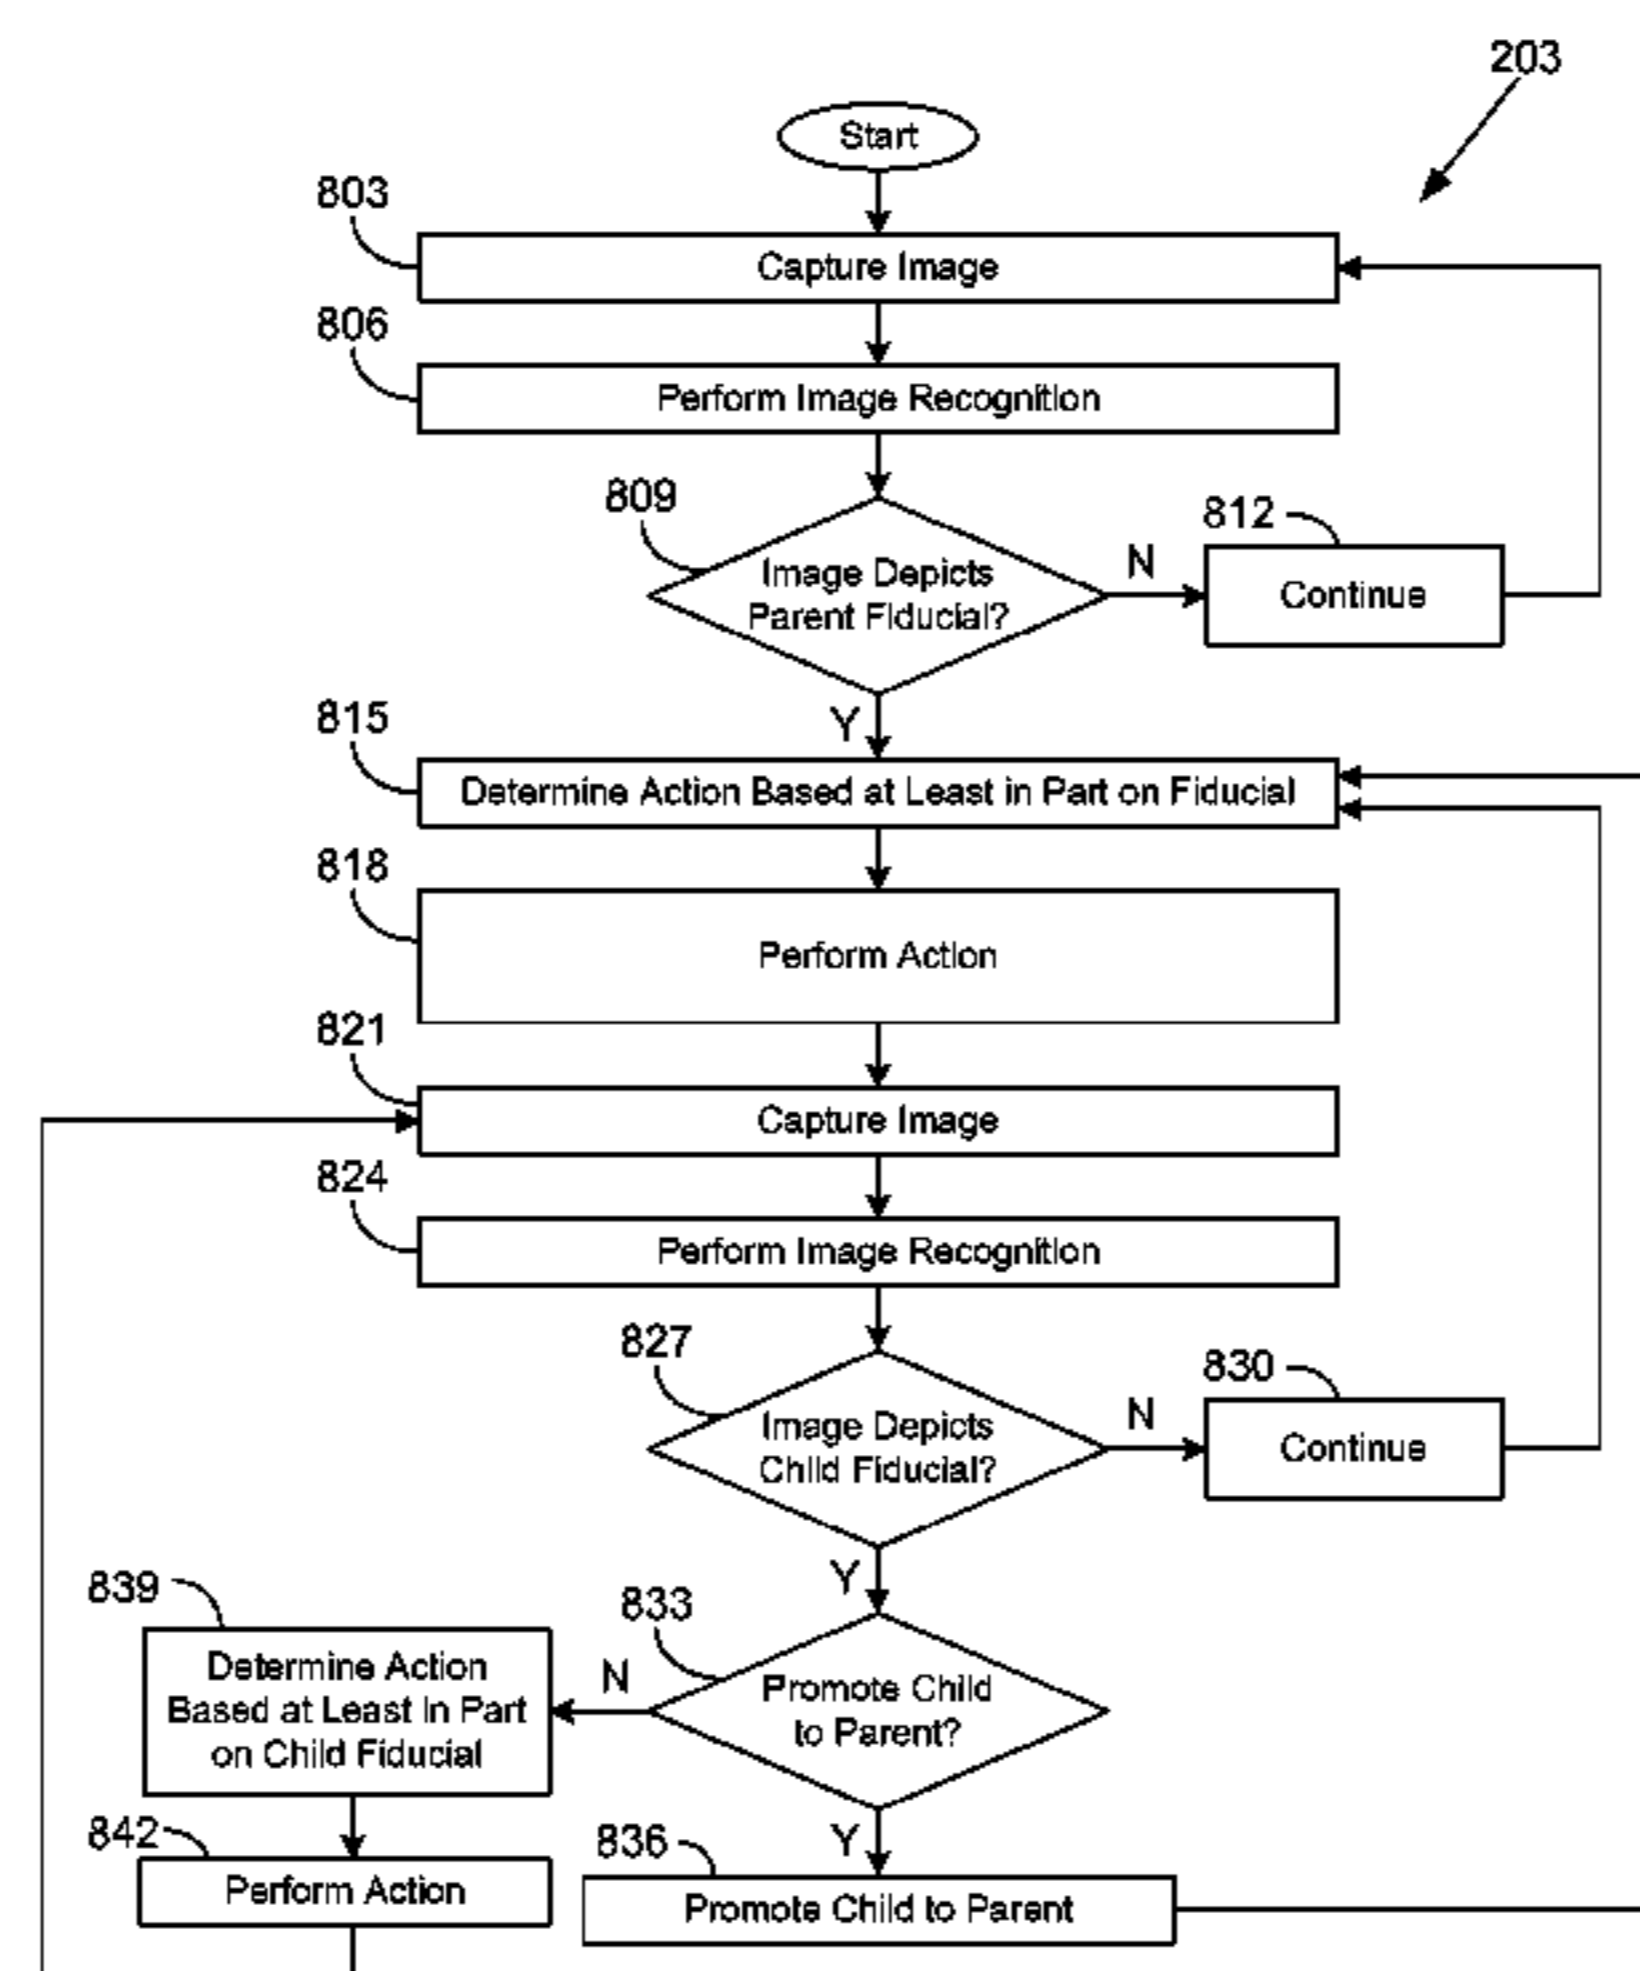 203
Start
803
Capture Image
806
Perform Image Recognition
809
Image Depicts
Parent Fiducial?
N
812
Continue
Y
815
Determine Action Based at Least in Part on Fiducial
818
Perform Action
821
Capture Image
824
Perform Image Recognition
827
Image Depicts
Child Fiducial?
N
830
Continue
Y
833
Promote Child
to Parent?
N
839
Determine Action
Based at Least in Part
on Child Fiducial
842
Perform Action
Y
836
Promote Child to Parent